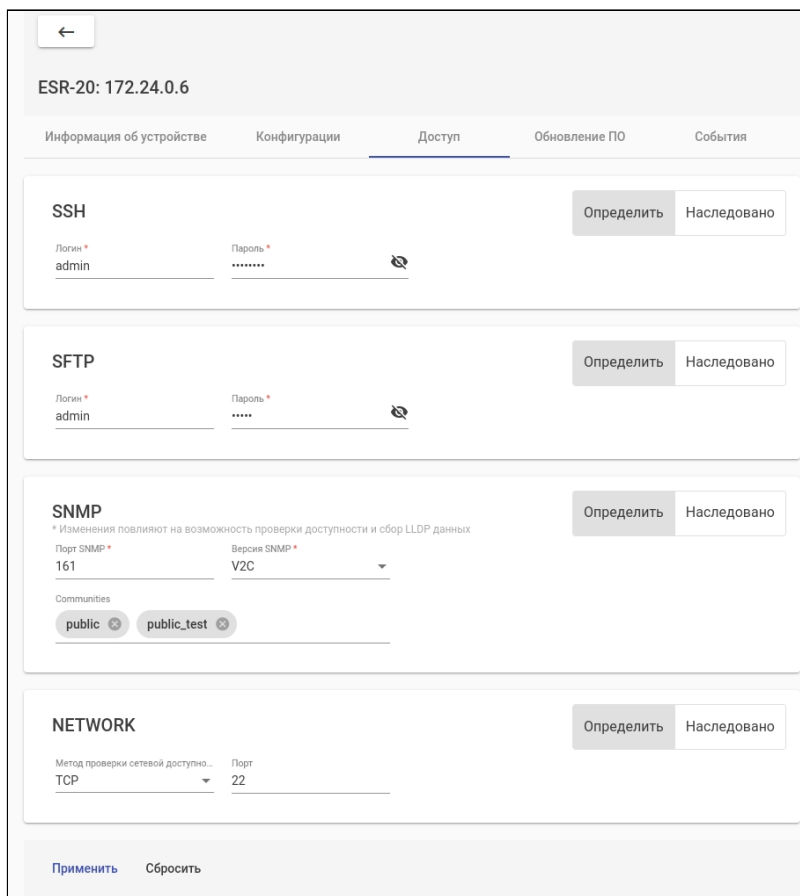 ESR-20: 172.24.0.6
Информация об устройстве Конфигурации Доступ Обновление ПО События
SSH Определить Наследовано
Логин * Пароль *
admin ········
SFTP Определить Наследовано
Логин * Пароль *
admin ·····
SNMP Определить Наследовано
* Изменения повлияют на возможность проверки доступности и сбор LLDP данных
Порт SNMP * Версия SNMP *
161 V2C
Communities
public public_test
NETWORK Определить Наследовано
Метод проверки сетевой доступно... Порт
TCP 22
Применить Сбросить